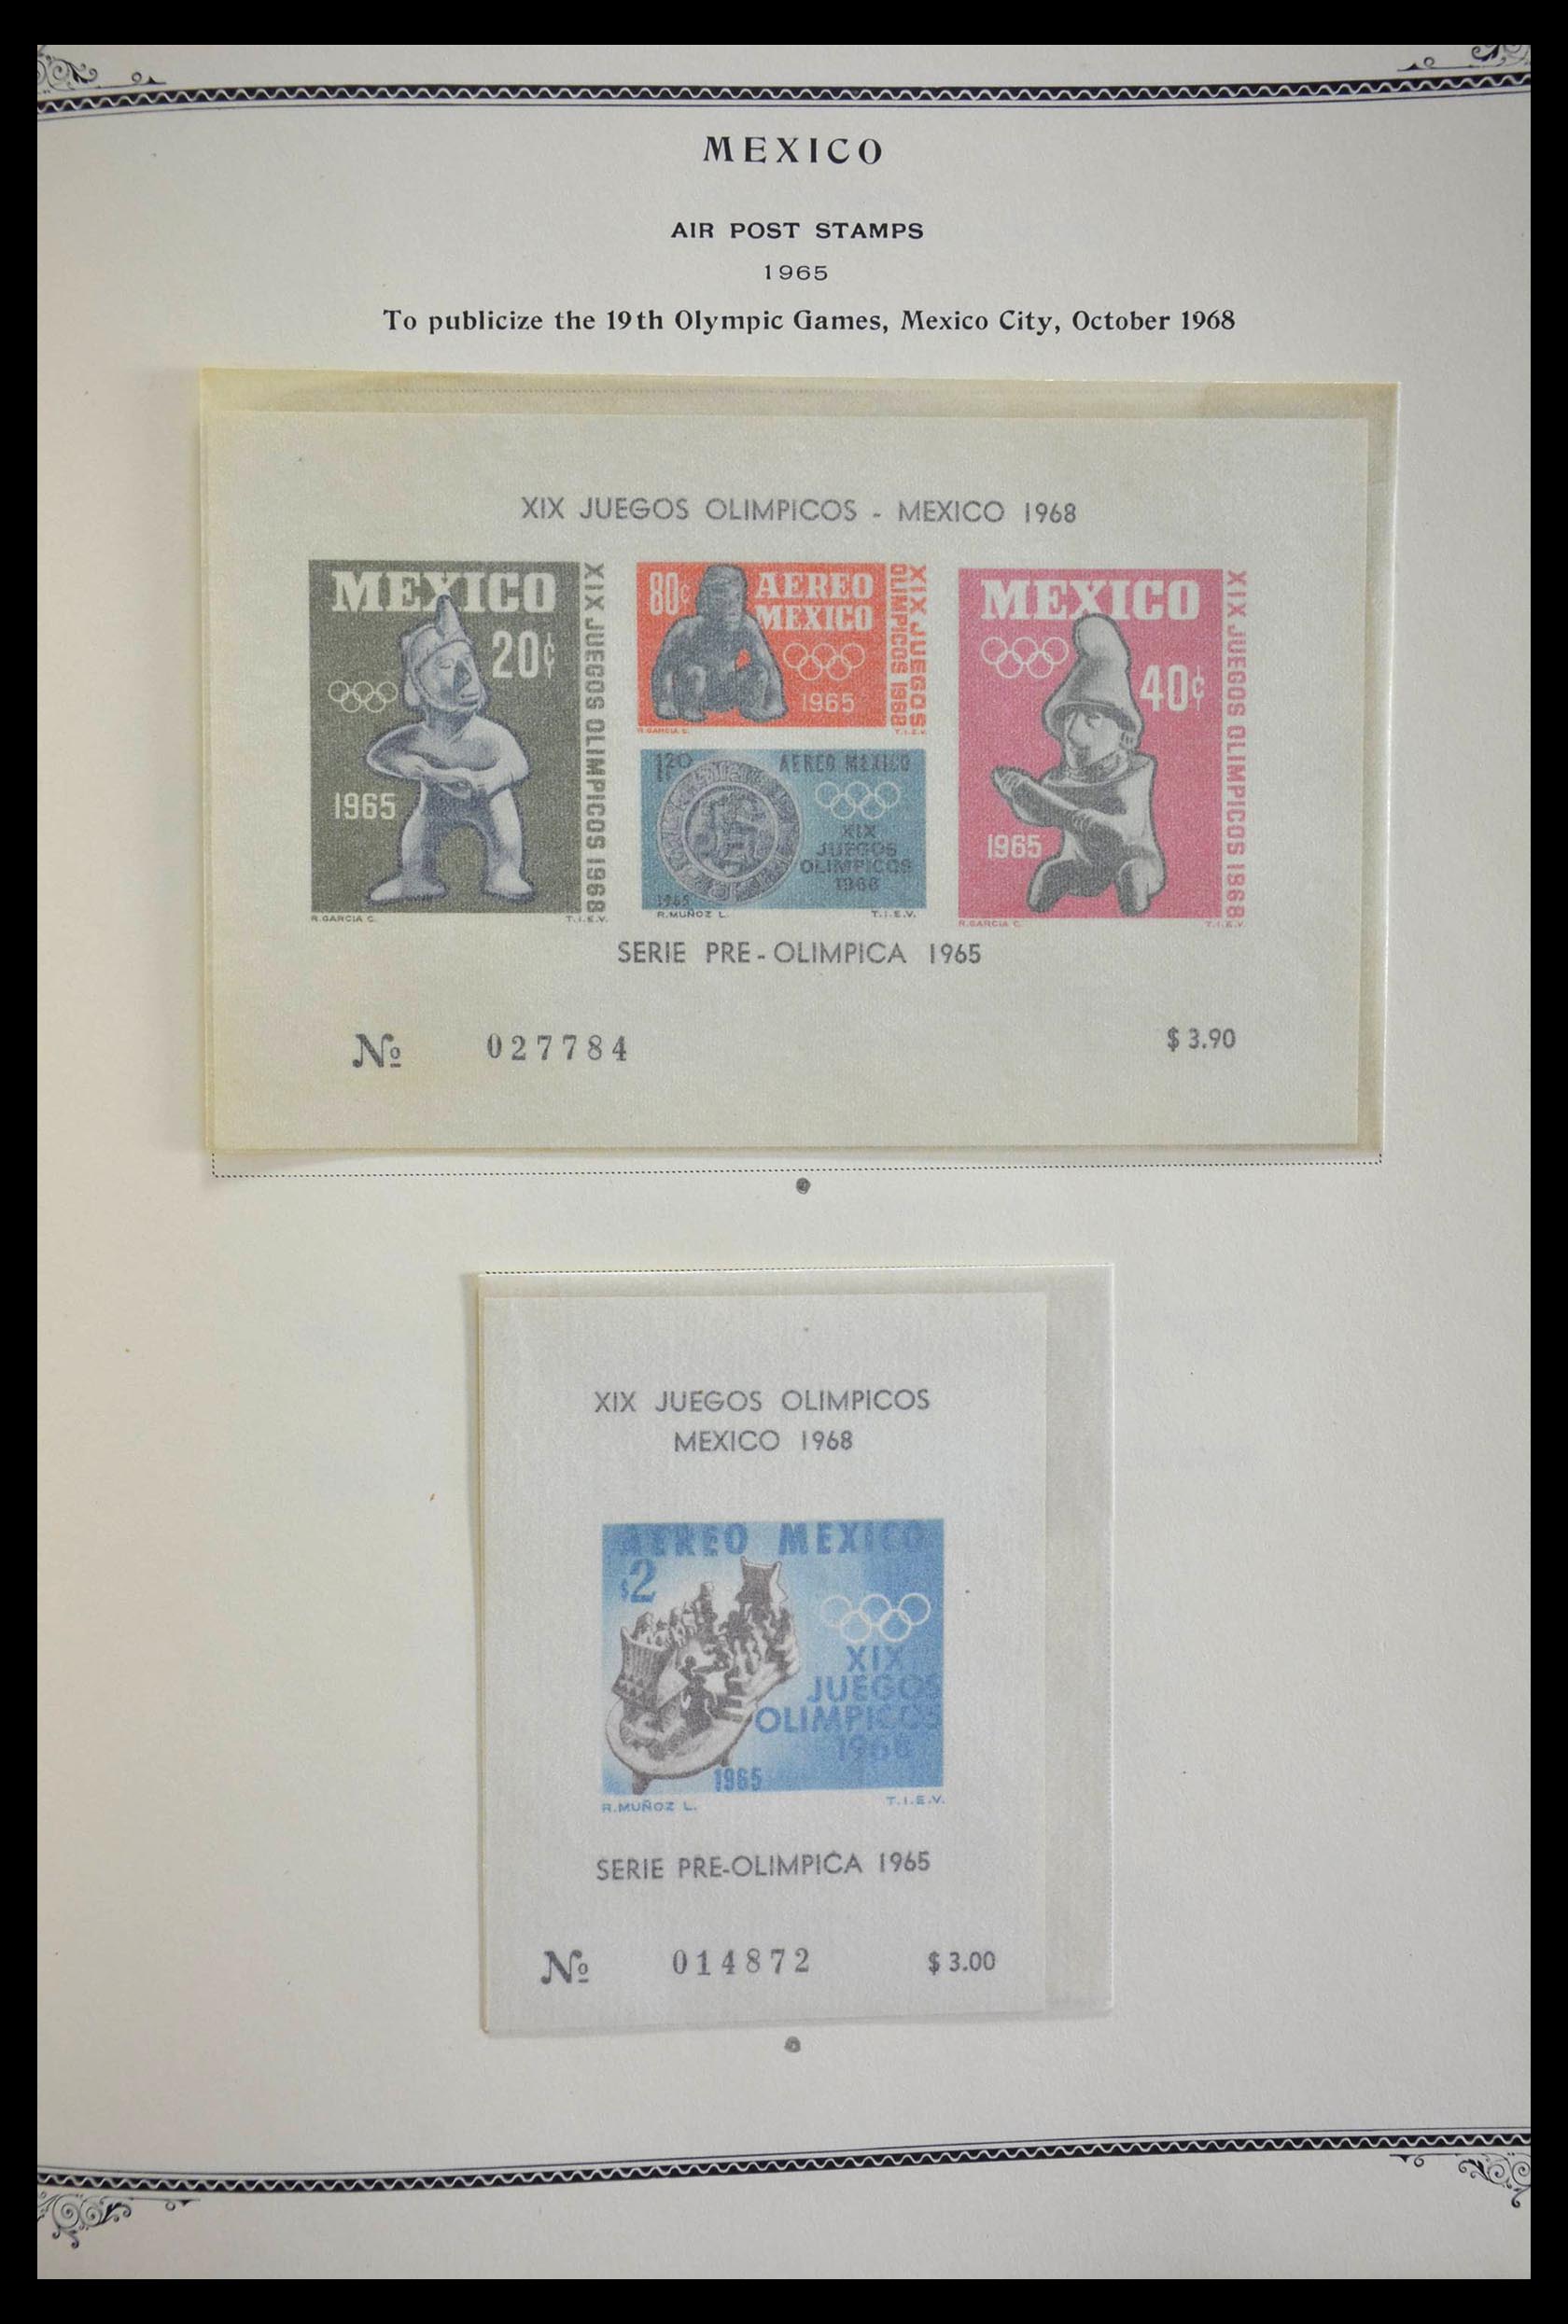 MEXICO
AIR POST STAMPS
1965
To publicize the 19th Olympic Games, Mexico City, October 1968
XIX JUEGOS OLIMPICOS - MEXICO 1968
MEXICO
20¢
1965
XIX JUEGOS OLIMPICOS 1968
R.GARCIA C.
T.I.E.V.
80¢
AEREO
MEXICO
1965
XIX JUEGOS
OLIMPICOS 1968
R.GARCIA C.
T.I.E.V.
1.20
AEREO MEXICO
XIX
JUEGOS
OLIMPICOS
1968
1965
R.MUÑOZ L.
T.I.E.V.
MEXICO
40¢
1965
XIX JUEGOS OLIMPICOS 1968
R.GARCIA C.
T.I.E.V.
SERIE PRE-OLIMPICA 1965
Nº 027784
$ 3.90
XIX JUEGOS OLIMPICOS
MEXICO 1968
AEREO MEXICO
$2
XIX
JUEGOS
OLIMPICOS
1968
1965
R.MUÑOZ L.
T.I.E.V.
SERIE PRE-OLIMPICA 1965
Nº 014872
$ 3.00